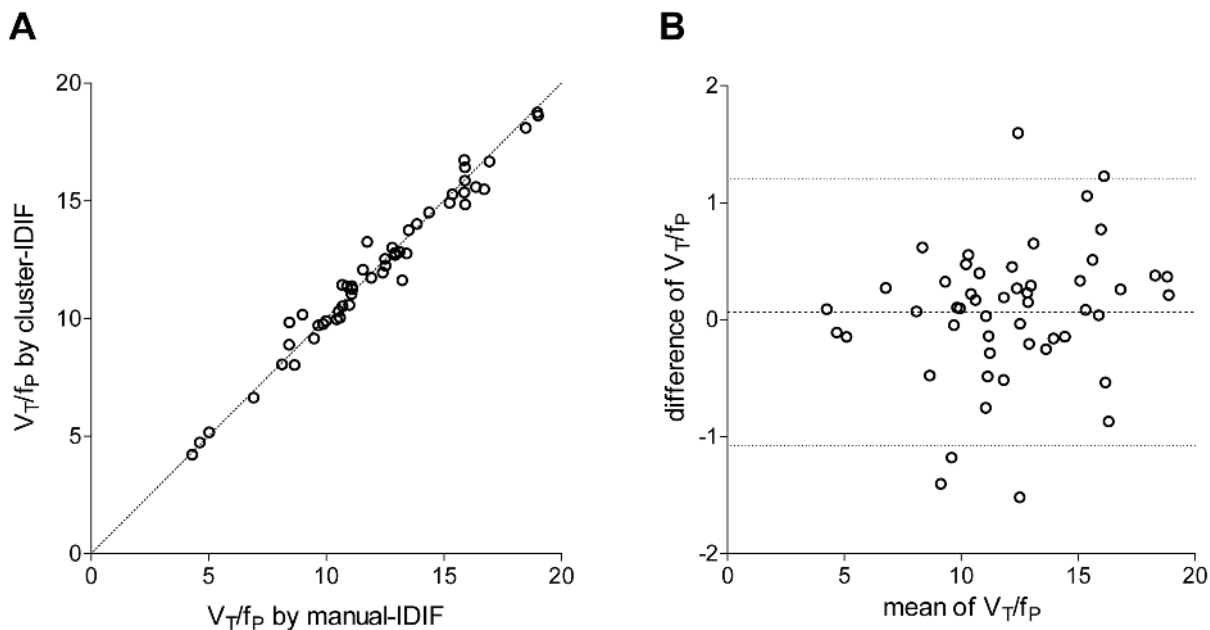 A
20
15
10
5
0
0 5 10 15 20
V_T/f_P by cluster-IDIF
V_T/f_P by manual-IDIF
B
2
1
0
-1
-2
0 5 10 15 20
difference of V_T/f_P
mean of V_T/f_P